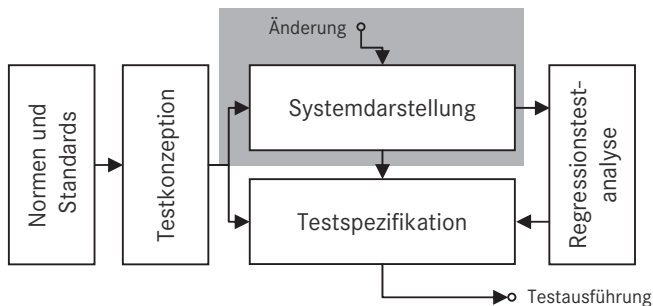 Änderung
Normen und
Standards
Testkonzeption
Systemdarstellung
Testspezifikation
Regressionstest-
analyse
Testausführung